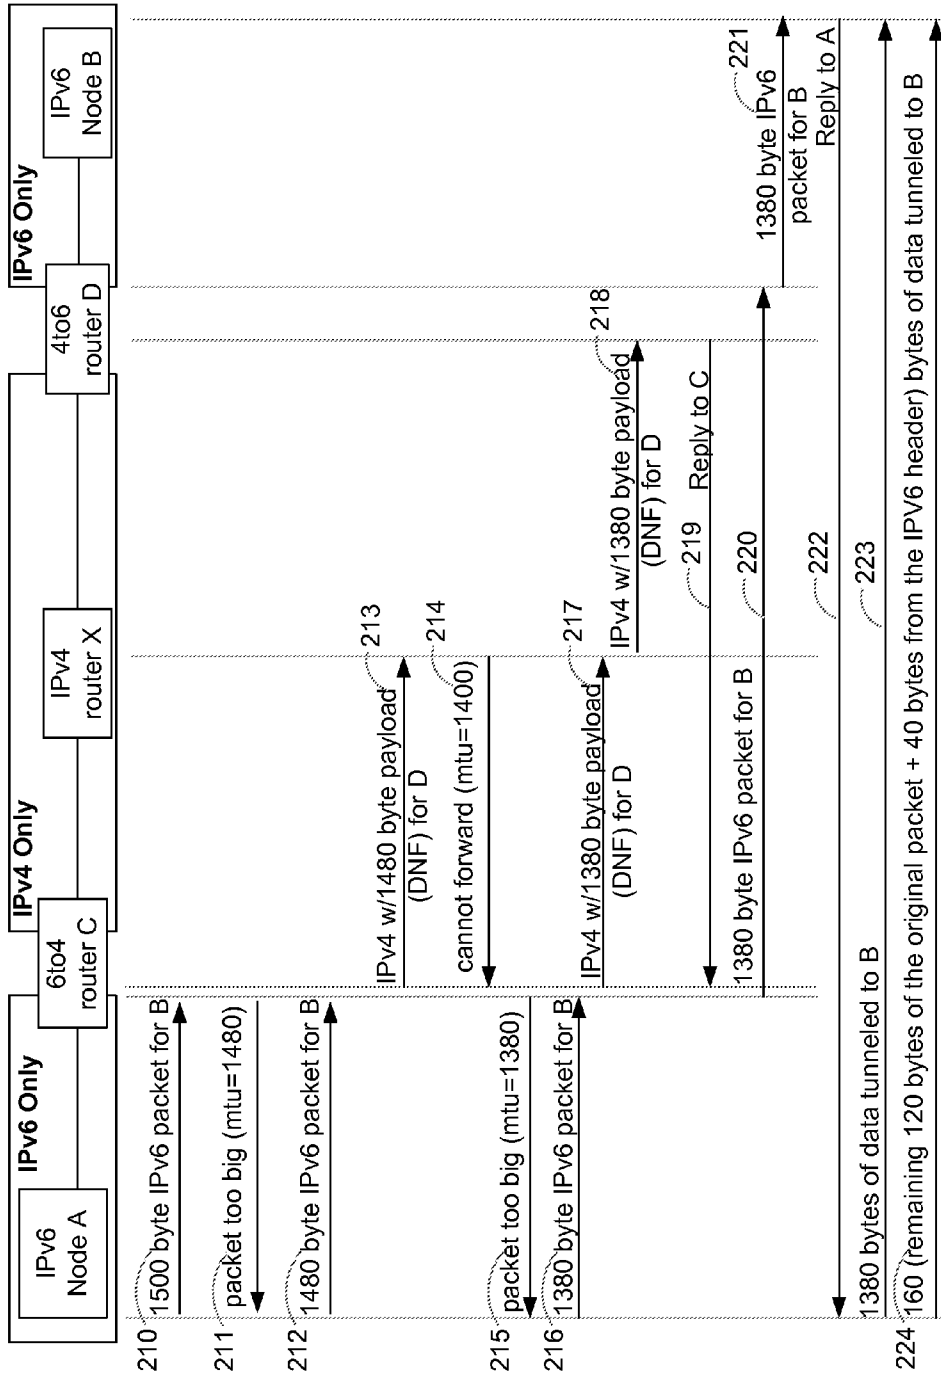 IPv6 Only
IPv4 Only
IPv6 Only
IPv6
Node A
6to4
router C
IPv4
router X
4to6
router D
IPv6
Node B
210
1500 byte IPv6 packet for B
211
packet too big (mtu=1480)
212
1480 byte IPv6 packet for B
IPv4 w/1480 byte payload
(DNF) for D
213
cannot forward (mtu=1400)
214
215
packet too big (mtu=1380)
216
1380 byte IPv6 packet for B
IPv4 w/1380 byte payload
(DNF) for D
217
IPv4 w/1380 byte payload
(DNF) for D
218
219
Reply to C
1380 byte IPv6 packet for B
220
1380 byte IPv6
packet for B
221
222
Reply to A
1380 bytes of data tunneled to B
223
224
160 (remaining 120 bytes of the original packet + 40 bytes from the IPV6 header) bytes of data tunneled to B